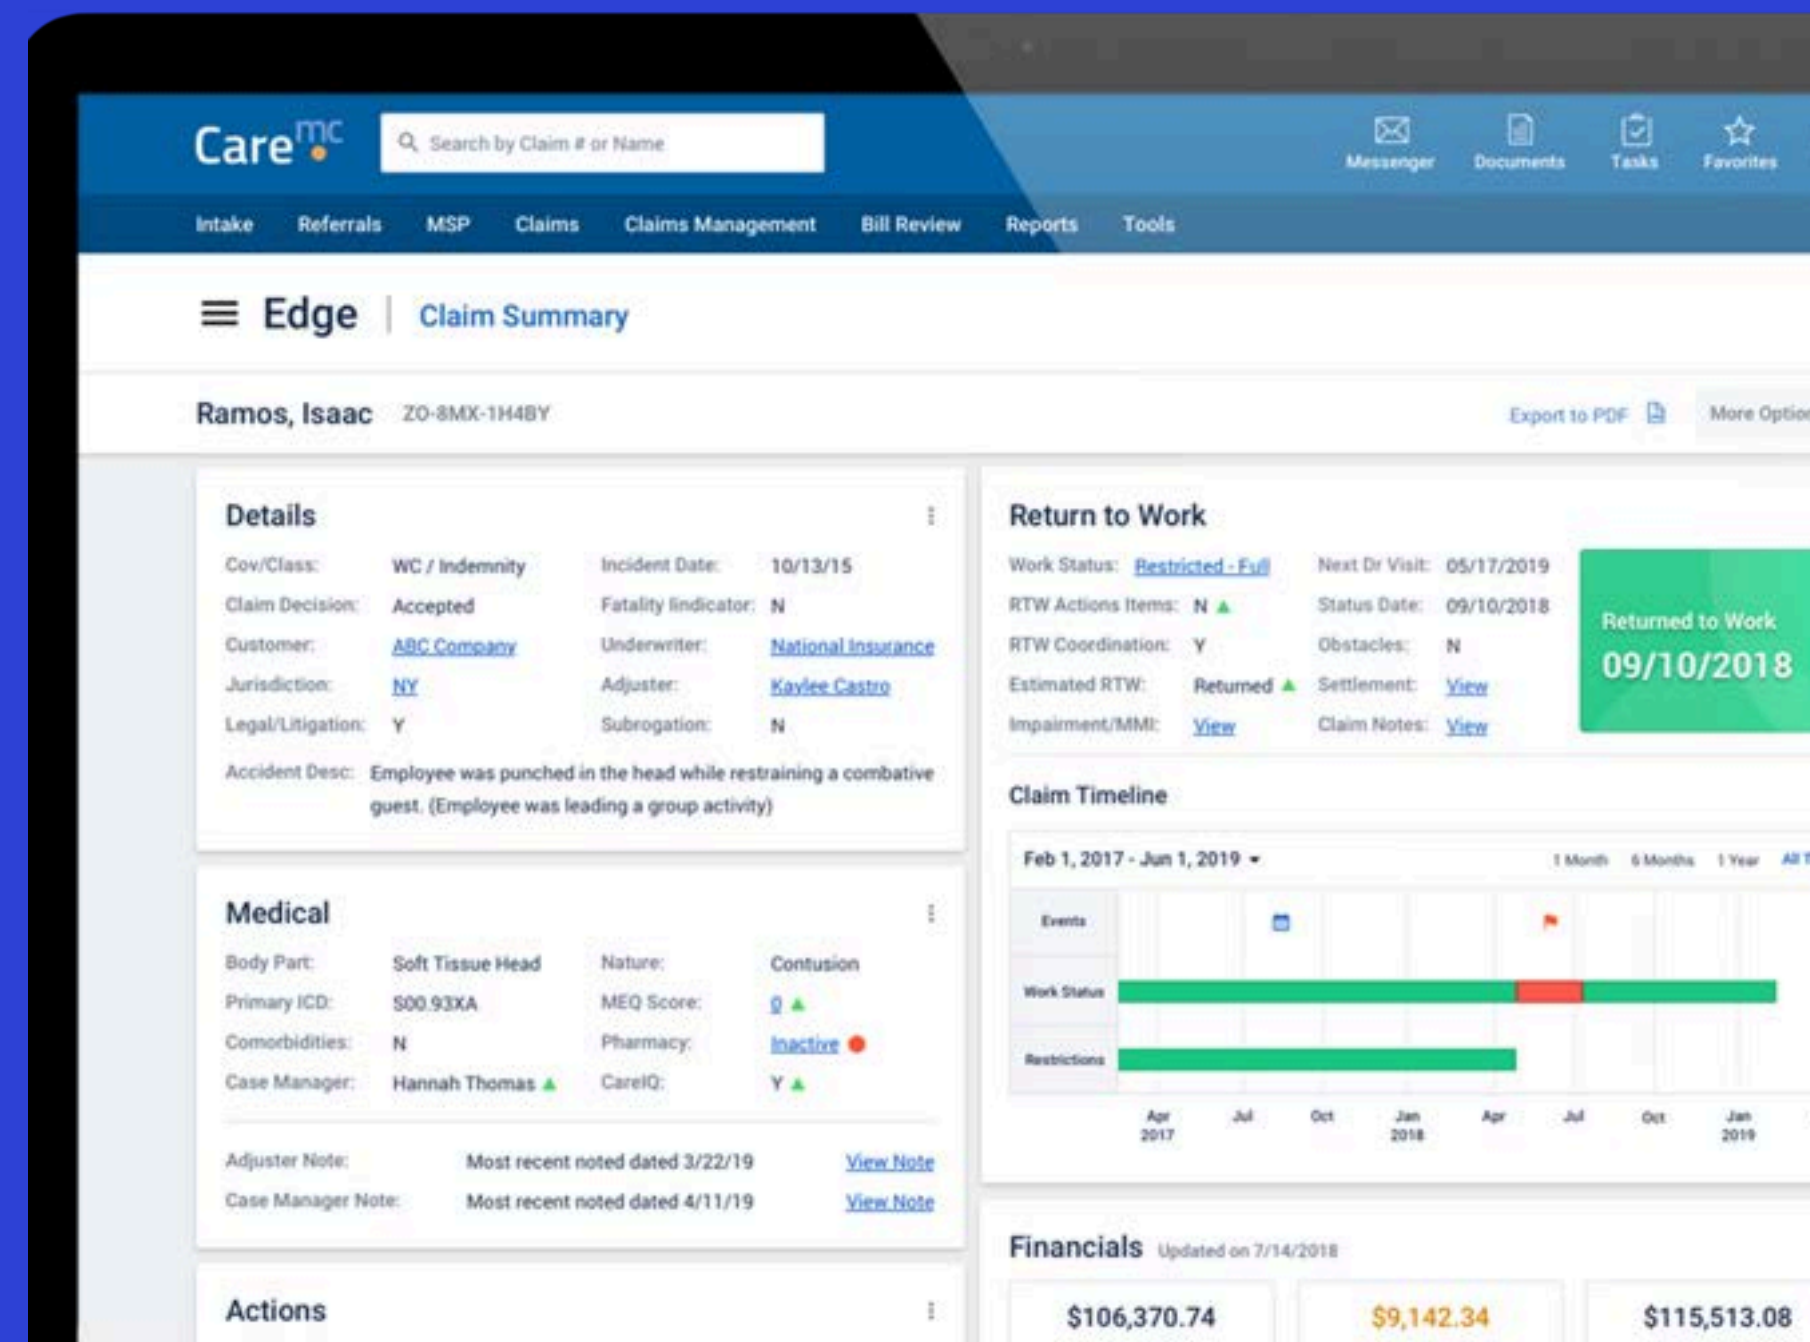 Care mc
Search by Claim # or Name
Messenger Documents Tasks Favorites
Intake Referrals MSP Claims Claims Management Bill Review Reports Tools
Edge Claim Summary
Ramos, Isaac ZO-8MX-1H4BY
Export to PDF More Option
Details
Cov/Class: WC / Indemnity Incident Date: 10/13/15
Claim Decision: Accepted Fatality Iindicator: N
Customer: ABC Company Underwriter: National Insurance
Jurisdiction: NY Adjuster: Kaylee Castro
Legal/Litigation: Y Subrogation: N
Accident Desc: Employee was punched in the head while restraining a combative
guest. (Employee was leading a group activity)
Medical
Body Part: Soft Tissue Head Nature: Contusion
Primary ICD: S00.93XA MEQ Score: 0
Comorbidities: N Pharmacy: Inactive
Case Manager: Hannah Thomas CareIQ: Y
Adjuster Note: Most recent noted dated 3/22/19 View Note
Case Manager Note: Most recent noted dated 4/11/19 View Note
Actions
Return to Work
Work Status: Restricted - Full Next Dr Visit: 05/17/2019
RTW Actions Items: N Status Date: 09/10/2018
RTW Coordination: Y Obstacles: N
Estimated RTW: Returned Settlement: View
Impairment/MMI: View Claim Notes: View
Returned to Work
09/10/2018
Claim Timeline
Feb 1, 2017 - Jun 1, 2019 1 Month 6 Months 1 Year All T
Events
Work Status
Restrictions
Apr Jul Oct Jan Apr Jul Oct Jan
2017 2018 2019
Financials Updated on 7/14/2018
$106,370.74 $9,142.34 $115,513.08